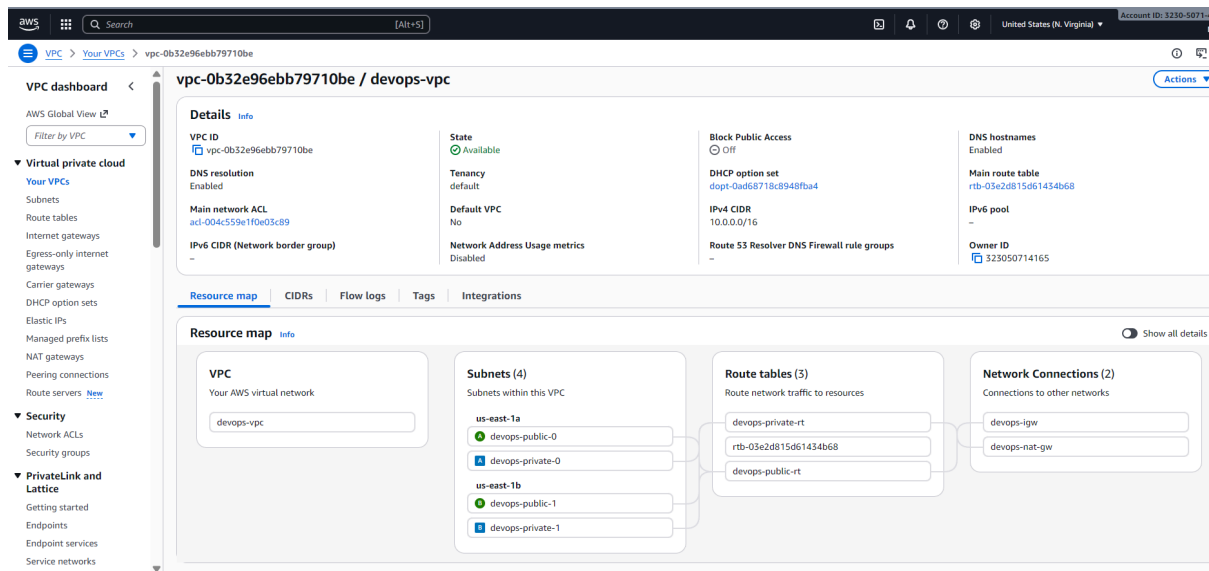 aws
Search [Alt+S]
United States (N. Virginia)
Account ID: 3230-5071-
VPC > Your VPCs > vpc-0b32e96ebb79710be
VPC dashboard
AWS Global View
Filter by VPC
Virtual private cloud
Your VPCs
Subnets
Route tables
Internet gateways
Egress-only internet
gateways
Carrier gateways
DHCP option sets
Elastic IPs
Managed prefix lists
NAT gateways
Peering connections
Route servers New
Security
Network ACLs
Security groups
PrivateLink and
Lattice
Getting started
Endpoints
Endpoint services
Service networks
vpc-0b32e96ebb79710be / devops-vpc
Actions
Details Info
VPC ID
vpc-0b32e96ebb79710be
State
Available
Block Public Access
Off
DNS hostnames
Enabled
DNS resolution
Enabled
Tenancy
default
DHCP option set
dopt-0ad68718c8948fba4
Main route table
rtb-03e2d815d61434b68
Main network ACL
acl-004c559e1f0e03c89
Default VPC
No
IPv4 CIDR
10.0.0.0/16
IPv6 pool
–
IPv6 CIDR (Network border group)
–
Network Address Usage metrics
Disabled
Route 53 Resolver DNS Firewall rule groups
–
Owner ID
323050714165
Resource map CIDRs Flow logs Tags Integrations
Resource map Info
Show all details
VPC
Your AWS virtual network
devops-vpc
Subnets (4)
Subnets within this VPC
us-east-1a
A devops-public-0
A devops-private-0
us-east-1b
B devops-public-1
B devops-private-1
Route tables (3)
Route network traffic to resources
devops-private-rt
rtb-03e2d815d61434b68
devops-public-rt
Network Connections (2)
Connections to other networks
devops-igw
devops-nat-gw